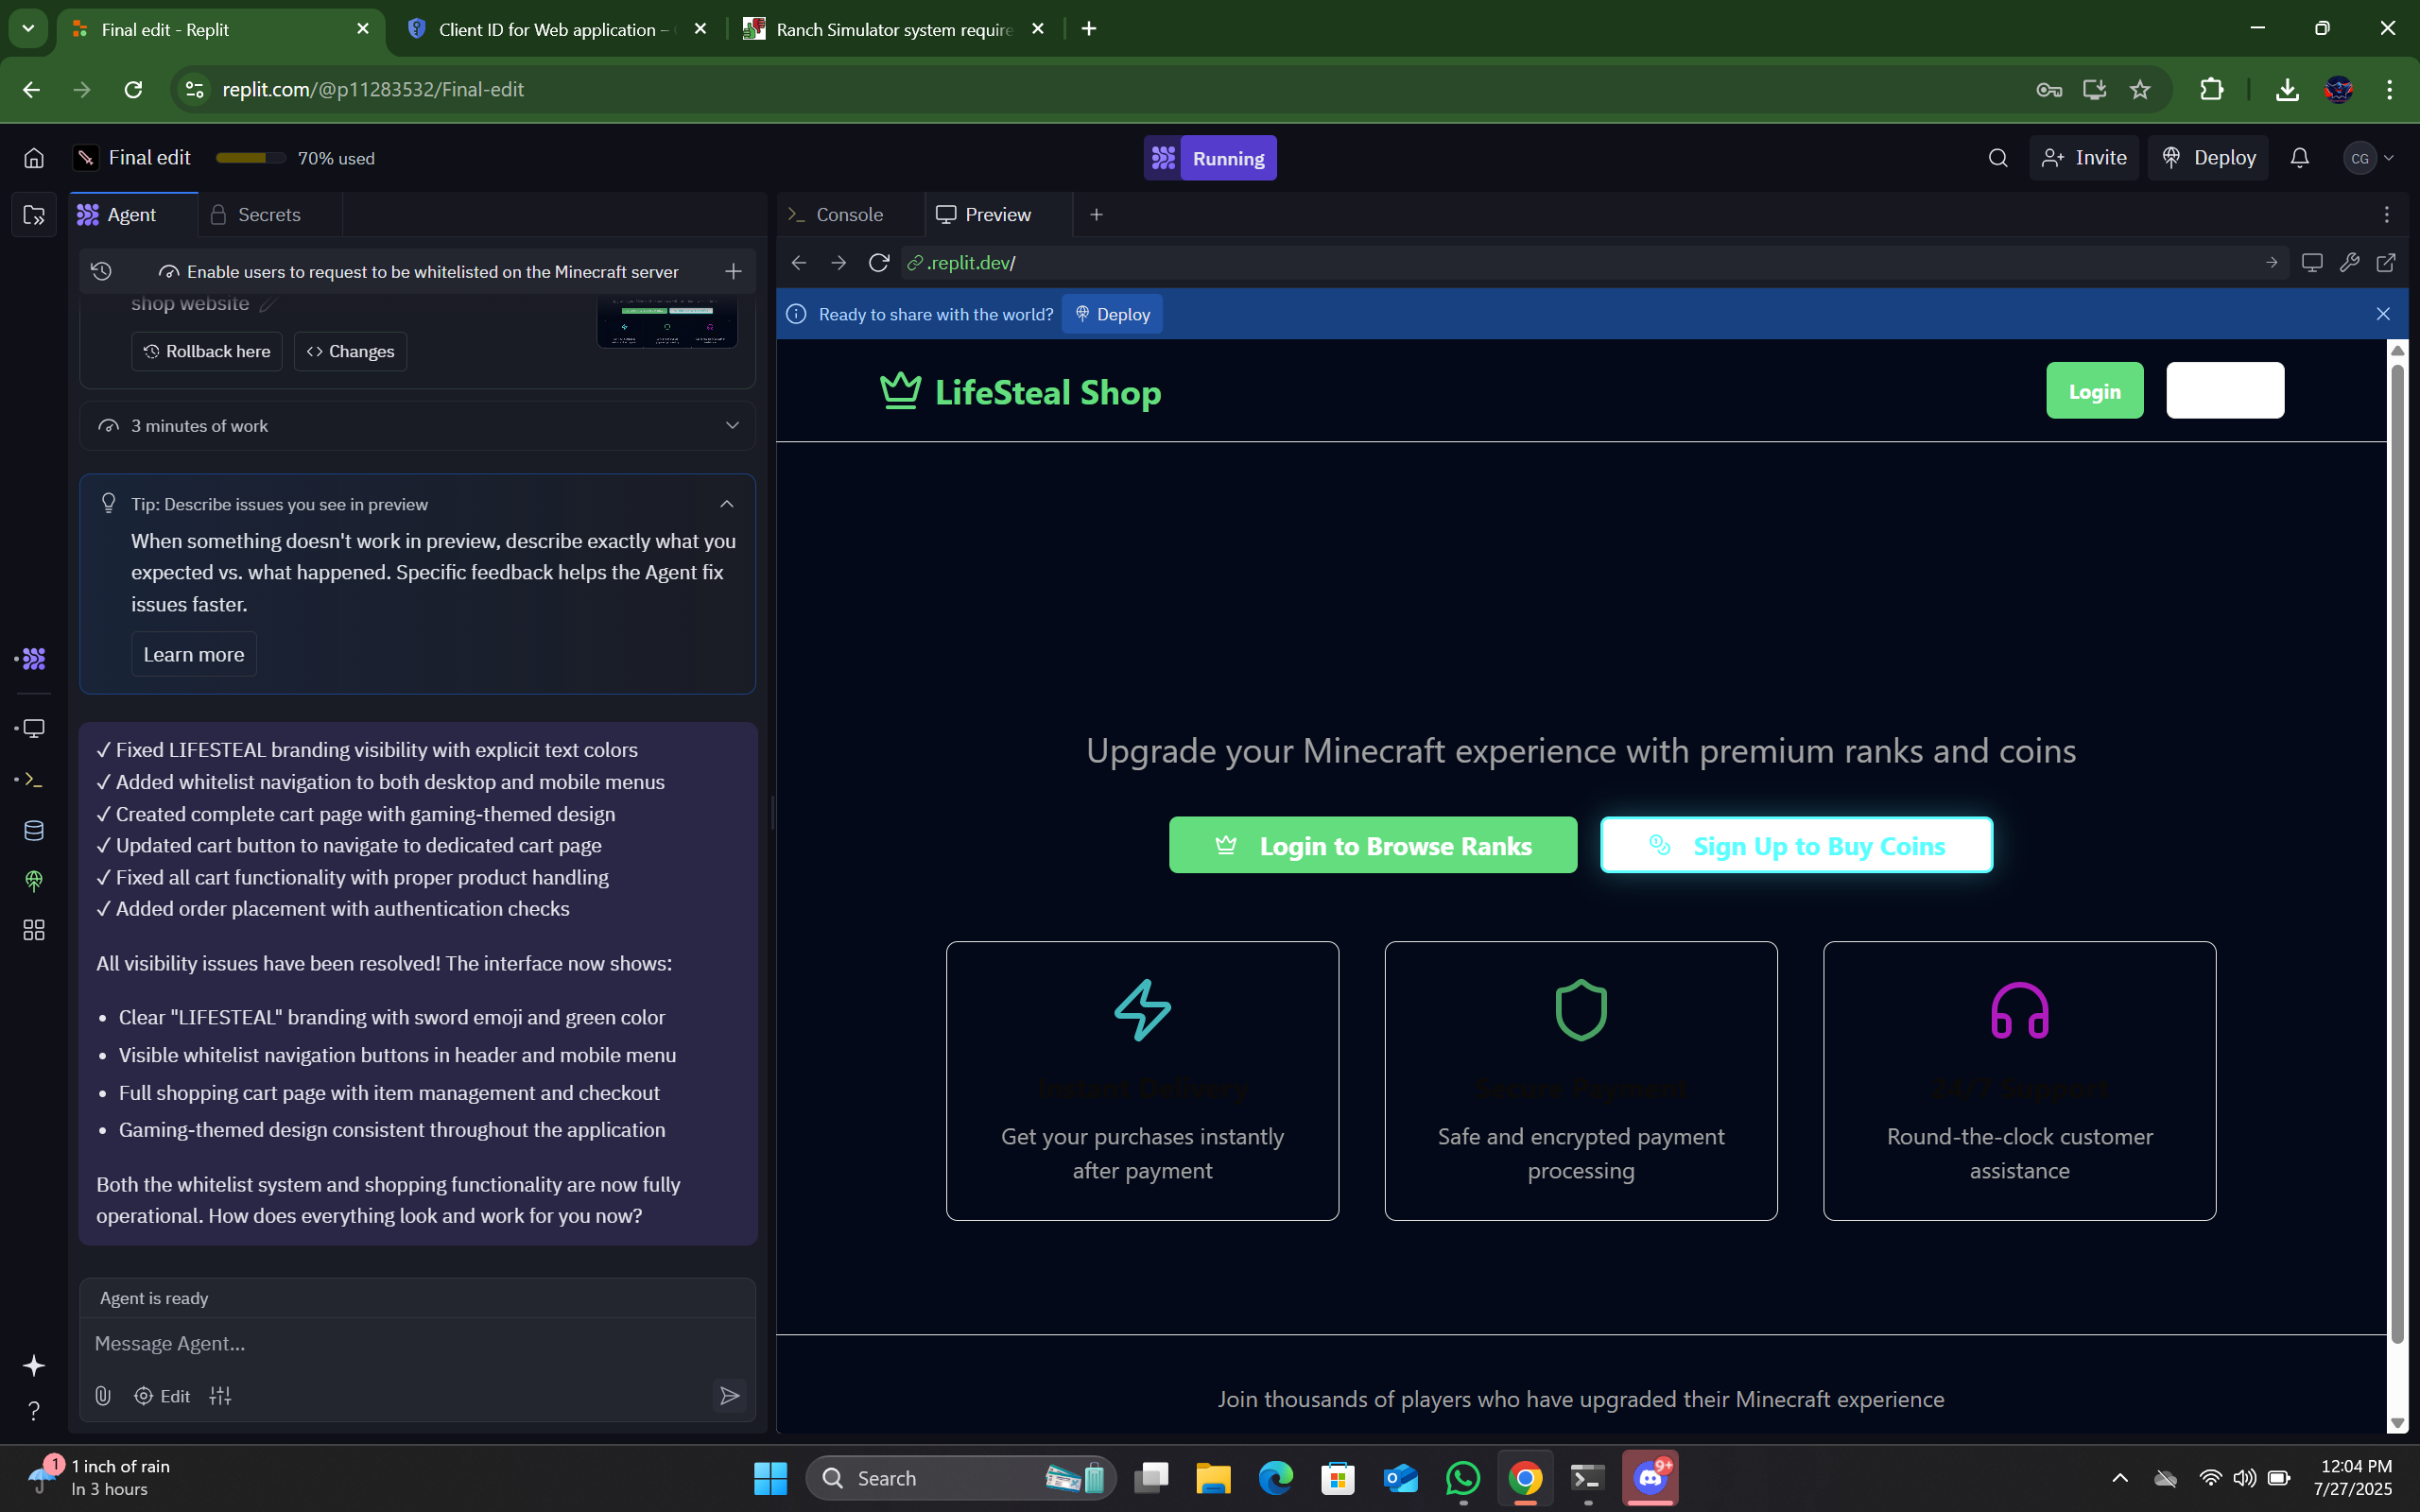 Final edit - Replit
Client ID for Web application –
Ranch Simulator system require
replit.com/@p11283532/Final-edit
Final edit
70% used
Running
Invite
Deploy
CG
Agent
Secrets
Console
Preview
Enable users to request to be whitelisted on the Minecraft server
.replit.dev/
shop website
Rollback here
Changes
Ready to share with the world?
Deploy
3 minutes of work
Tip: Describe issues you see in preview
When something doesn't work in preview, describe exactly what you
expected vs. what happened. Specific feedback helps the Agent fix
issues faster.
Learn more
✓ Fixed LIFESTEAL branding visibility with explicit text colors
✓ Added whitelist navigation to both desktop and mobile menus
✓ Created complete cart page with gaming-themed design
✓ Updated cart button to navigate to dedicated cart page
✓ Fixed all cart functionality with proper product handling
✓ Added order placement with authentication checks
All visibility issues have been resolved! The interface now shows:
• Clear "LIFESTEAL" branding with sword emoji and green color
• Visible whitelist navigation buttons in header and mobile menu
• Full shopping cart page with item management and checkout
• Gaming-themed design consistent throughout the application
Both the whitelist system and shopping functionality are now fully
operational. How does everything look and work for you now?
Agent is ready
Message Agent...
Edit
LifeSteal Shop
Login
Upgrade your Minecraft experience with premium ranks and coins
Login to Browse Ranks
Sign Up to Buy Coins
Instant Delivery
Get your purchases instantly
after payment
Secure Payment
Safe and encrypted payment
processing
24/7 Support
Round-the-clock customer
assistance
Join thousands of players who have upgraded their Minecraft experience
1
1 inch of rain
In 3 hours
Search
9+
12:04 PM
7/27/2025